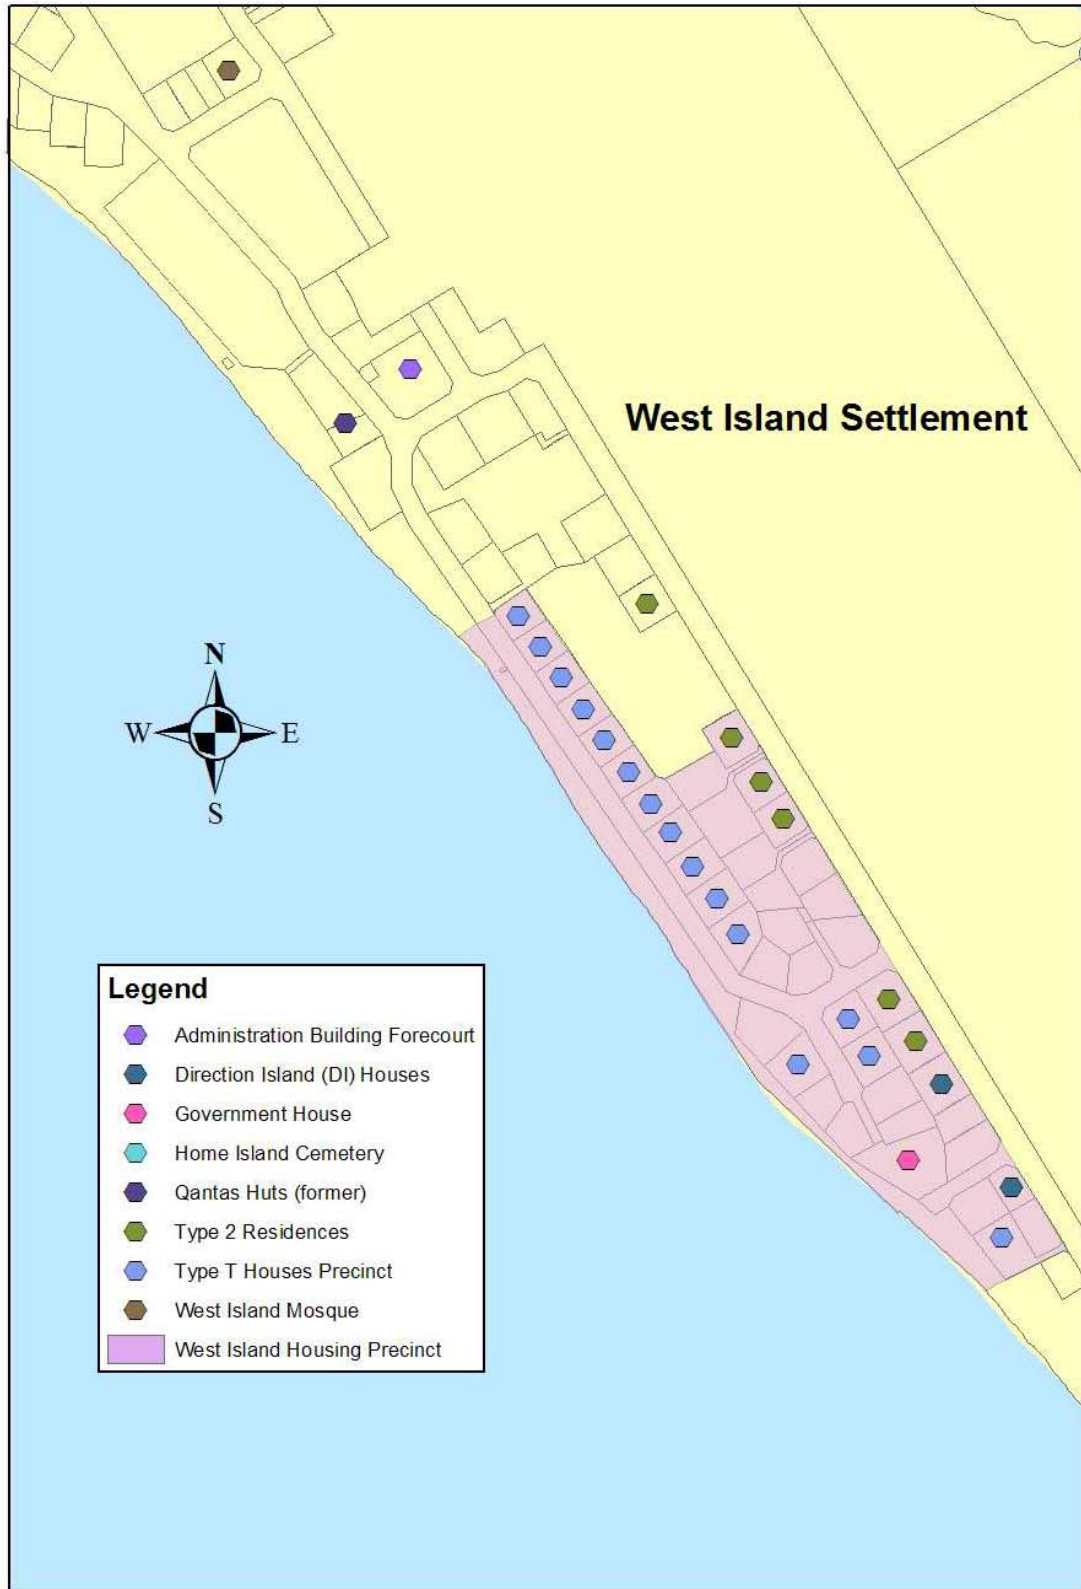 West Island Settlement
N
W
E
S
Legend
Administration Building Forecourt
Direction Island (DI) Houses
Government House
Home Island Cemetery
Qantas Huts (former)
Type 2 Residences
Type T Houses Precinct
West Island Mosque
West Island Housing Precinct